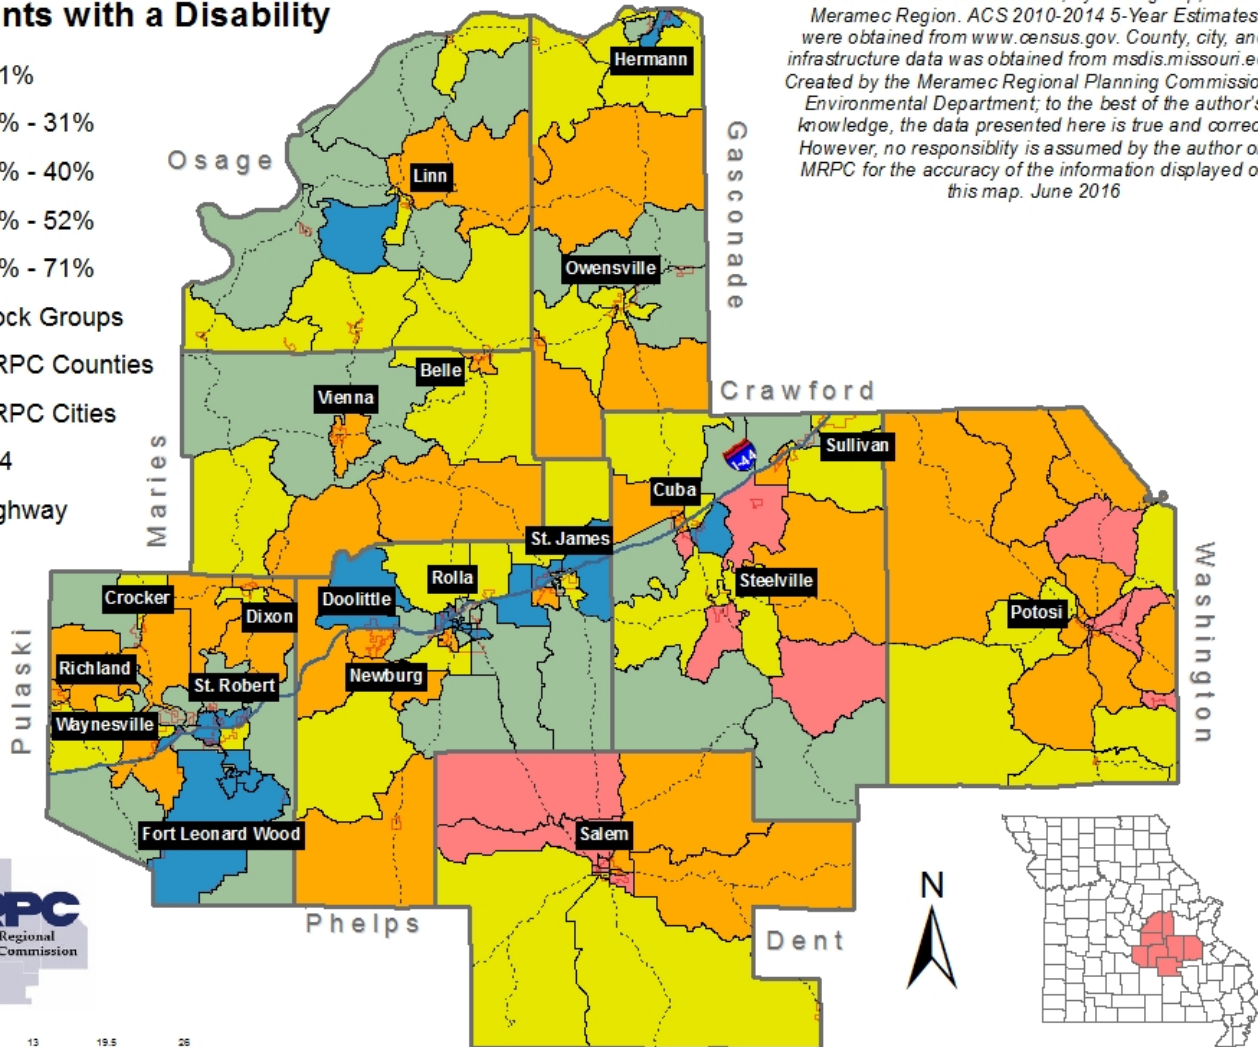 nts with a Disability
1%
% - 31%
% - 40%
% - 52%
% - 71%
ock Groups
RPC Counties
RPC Cities
4
ghway
Meramec Region. ACS 2010-2014 5-Year Estimates
were obtained from www.census.gov. County, city, an
infrastructure data was obtained from msdis.missouri.e
Created by the Meramec Regional Planning Commissio
Environmental Department; to the best of the author's
knowledge, the data presented here is true and correc
However, no responsiblity is assumed by the author o
MRPC for the accuracy of the information displayed o
this map. June 2016
Hermann
Osage
Gasconade
Linn
Owensville
Belle
Crawford
Vienna
Maries
I-44
Sullivan
Cuba
St. James
Rolla
Steelville
Washington
Crocker
Doolittle
Dixon
Potosi
Pulaski
Richland
Newburg
St. Robert
Waynesville
Fort Leonard Wood
Salem
Phelps
Dent
N
RPC
Regional
Commission
13 19.5 26